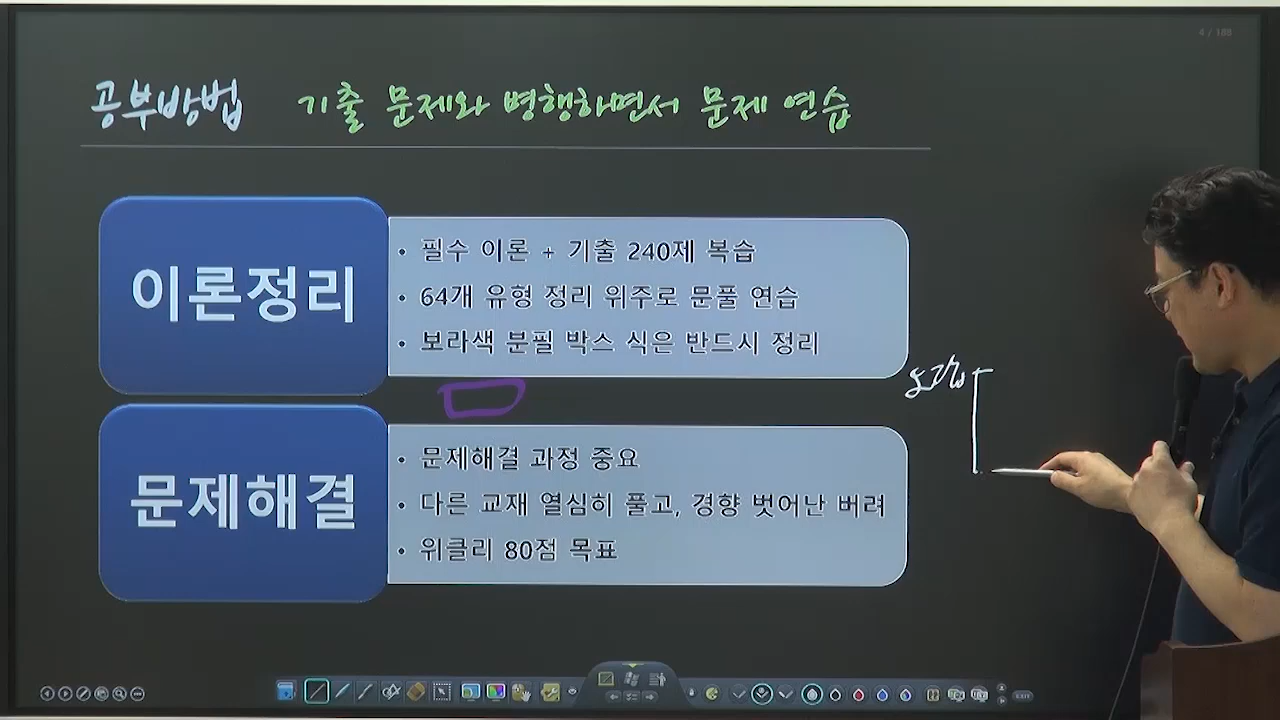 4 / 188
공부방법 기출 문제와 병행하면서 문제 연습
이론정리
• 필수 이론 + 기출 240제 복습
• 64개 유형 정리 위주로 문풀 연습
• 보라색 분필 박스 식은 반드시 정리
문제해결
• 문제해결 과정 중요
• 다른 교재 열심히 풀고, 경향 벗어난 버려
• 위클리 80점 목표
EXIT